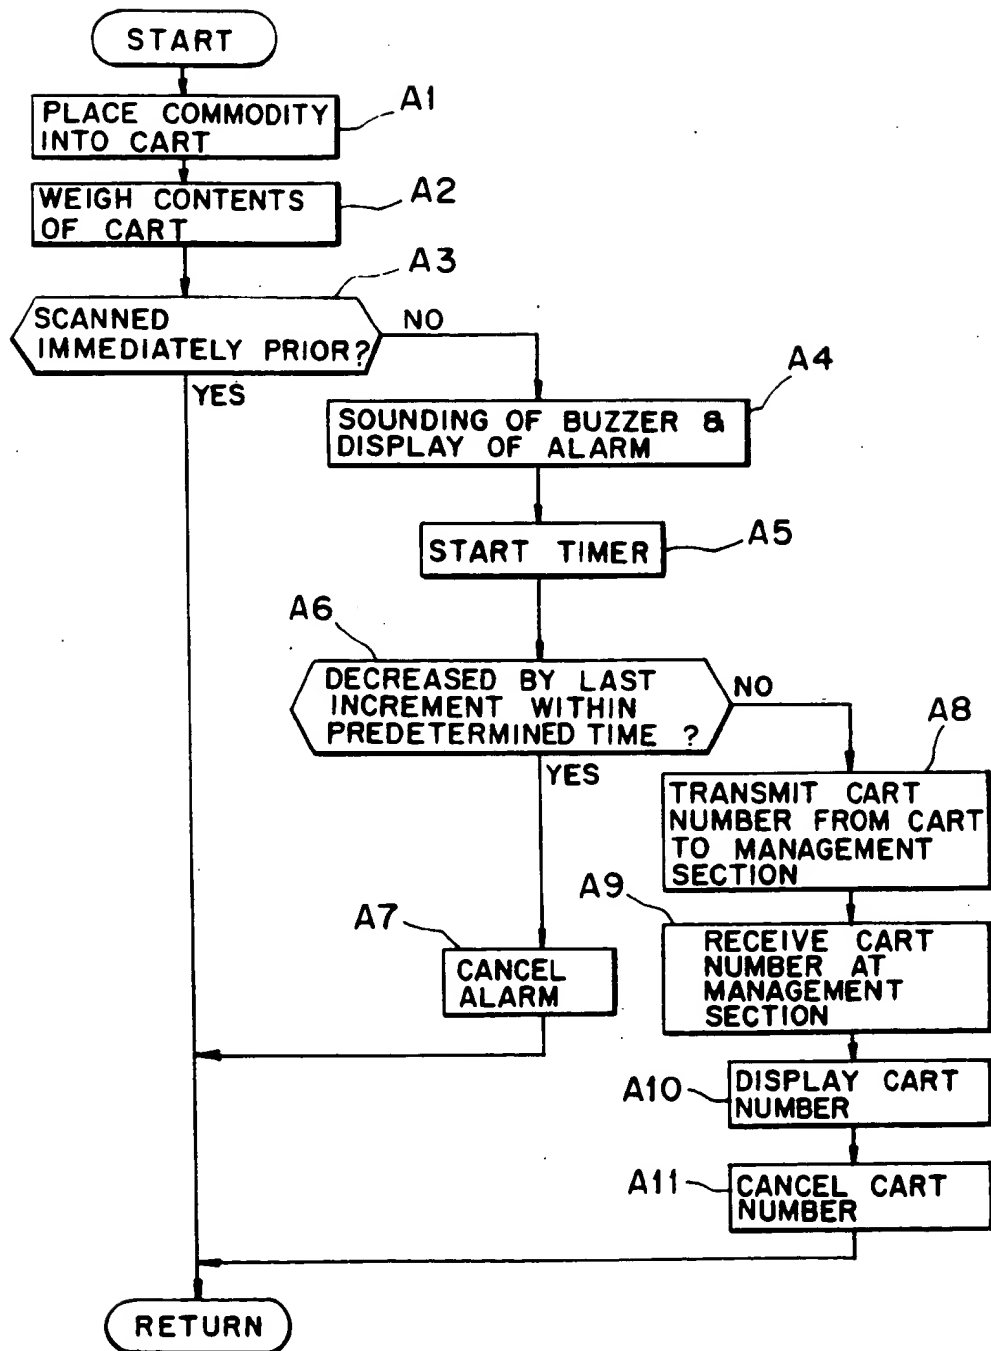 START
A1
PLACE COMMODITY
INTO CART
A2
WEIGH CONTENTS
OF CART
A3
SCANNED
IMMEDIATELY PRIOR?
NO
YES
A4
SOUNDING OF BUZZER &
DISPLAY OF ALARM
A5
START TIMER
A6
DECREASED BY LAST
INCREMENT WITHIN
PREDETERMINED TIME ?
NO
YES
A8
TRANSMIT CART
NUMBER FROM CART
TO MANAGEMENT
SECTION
A9
RECEIVE CART
NUMBER AT
MANAGEMENT
SECTION
A7
CANCEL
ALARM
A10
DISPLAY CART
NUMBER
A11
CANCEL CART
NUMBER
RETURN